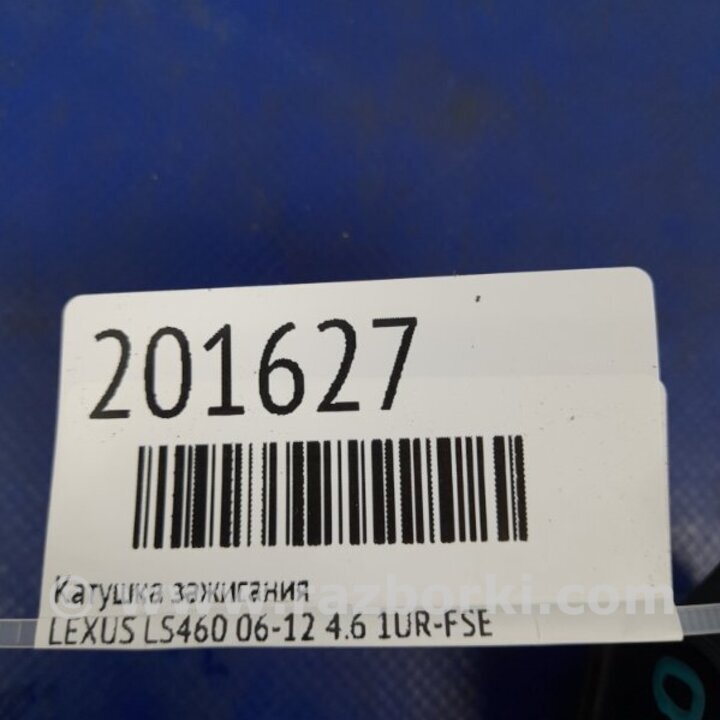 201627
Катушка зажигания
© razborki.com
LEXUS LS460 06-12 4.6 1UR-FSE